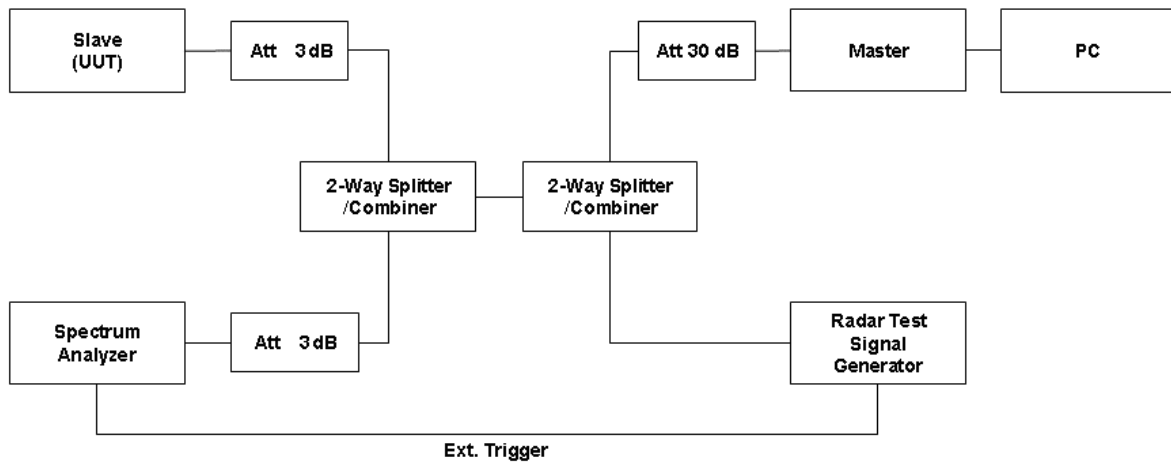 Slave
(UUT)
Att 3 dB
Att 30 dB
Master
PC
2-Way Splitter
/Combiner
2-Way Splitter
/Combiner
Spectrum
Analyzer
Att 3 dB
Radar Test
Signal
Generator
Ext. Trigger